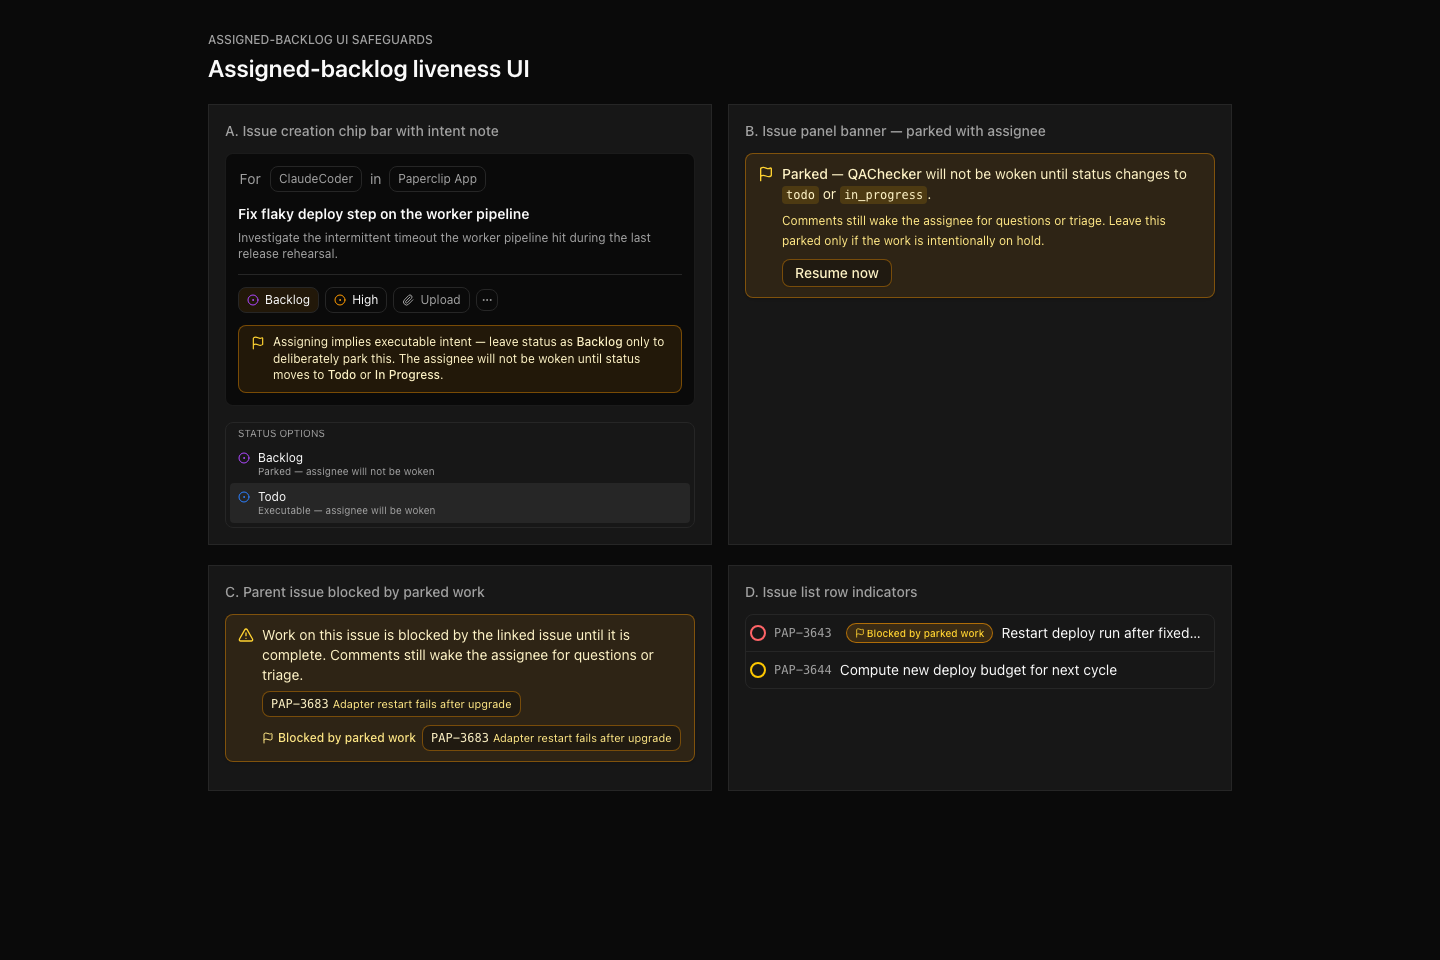 ASSIGNED-BACKLOG UI SAFEGUARDS
Assigned-backlog liveness UI
A. Issue creation chip bar with intent note
For ClaudeCoder in Paperclip App
Fix flaky deploy step on the worker pipeline
Investigate the intermittent timeout the worker pipeline hit during the last
release rehearsal.
Backlog High Upload ···
Assigning implies executable intent — leave status as Backlog only to
deliberately park this. The assignee will not be woken until status
moves to Todo or In Progress.
STATUS OPTIONS
Backlog
Parked — assignee will not be woken
Todo
Executable — assignee will be woken
B. Issue panel banner — parked with assignee
Parked — QAChecker will not be woken until status changes to
todo or in_progress.
Comments still wake the assignee for questions or triage. Leave this
parked only if the work is intentionally on hold.
Resume now
C. Parent issue blocked by parked work
Work on this issue is blocked by the linked issue until it is
complete. Comments still wake the assignee for questions or
triage.
PAP-3683 Adapter restart fails after upgrade
Blocked by parked work PAP-3683 Adapter restart fails after upgrade
D. Issue list row indicators
PAP-3643 Blocked by parked work Restart deploy run after fixed...
PAP-3644 Compute new deploy budget for next cycle